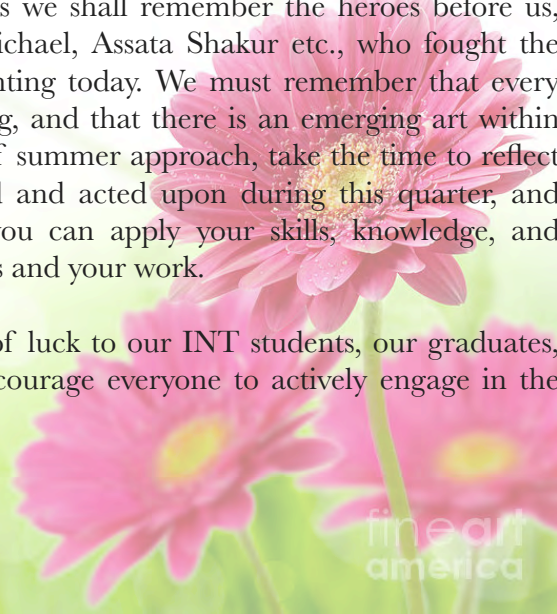 s we shall remember the heroes before us,
ichael, Assata Shakur etc., who fought the
nting today. We must remember that every
g, and that there is an emerging art within
f summer approach, take the time to reflect
l and acted upon during this quarter, and
you can apply your skills, knowledge, and
s and your work.
of luck to our INT students, our graduates,
courage everyone to actively engage in the
fineart
america